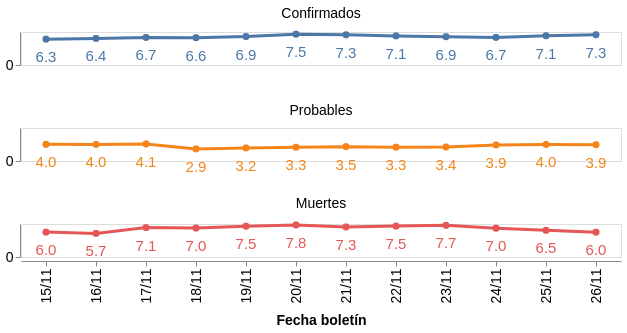 Confirmados
0
6.3 6.4 6.7 6.6 6.9 7.5 7.3 7.1 6.9 6.7 7.1 7.3
Probables
0
4.0 4.0 4.1 2.9 3.2 3.3 3.5 3.3 3.4 3.9 4.0 3.9
Muertes
0
6.0 5.7 7.1 7.0 7.5 7.8 7.3 7.5 7.7 7.0 6.5 6.0
15/11 16/11 17/11 18/11 19/11 20/11 21/11 22/11 23/11 24/11 25/11 26/11
Fecha boletín